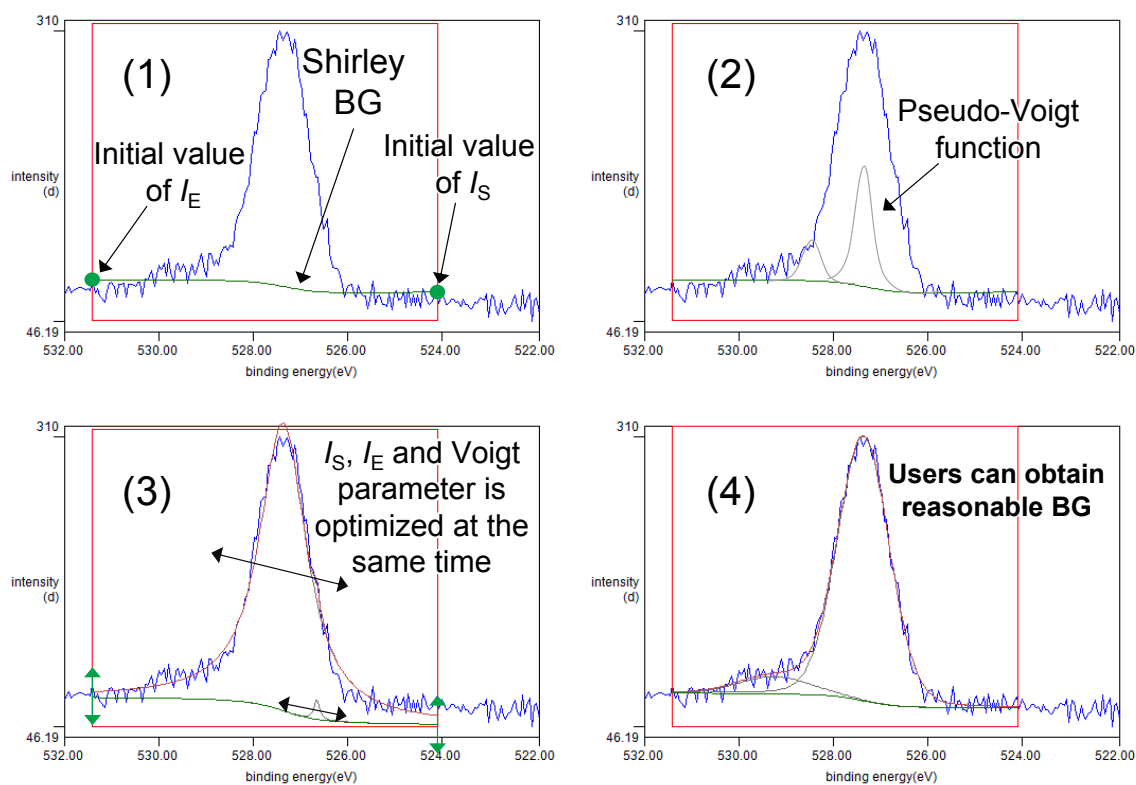 310
(1)
Shirley
BG
Initial value
of I_E
Initial value
of I_S
intensity
(d)
46.19
532.00 530.00 528.00 526.00 524.00 522.00
binding energy(eV)
310
(2)
Pseudo-Voigt
function
intensity
(d)
46.19
532.00 530.00 528.00 526.00 524.00 522.00
binding energy(eV)
310
(3)
I_S, I_E and Voigt
parameter is
optimized at the
same time
intensity
(d)
46.19
532.00 530.00 528.00 526.00 524.00 522.00
binding energy(eV)
310
(4)
Users can obtain
reasonable BG
intensity
(d)
46.19
532.00 530.00 528.00 526.00 524.00 522.00
binding energy(eV)